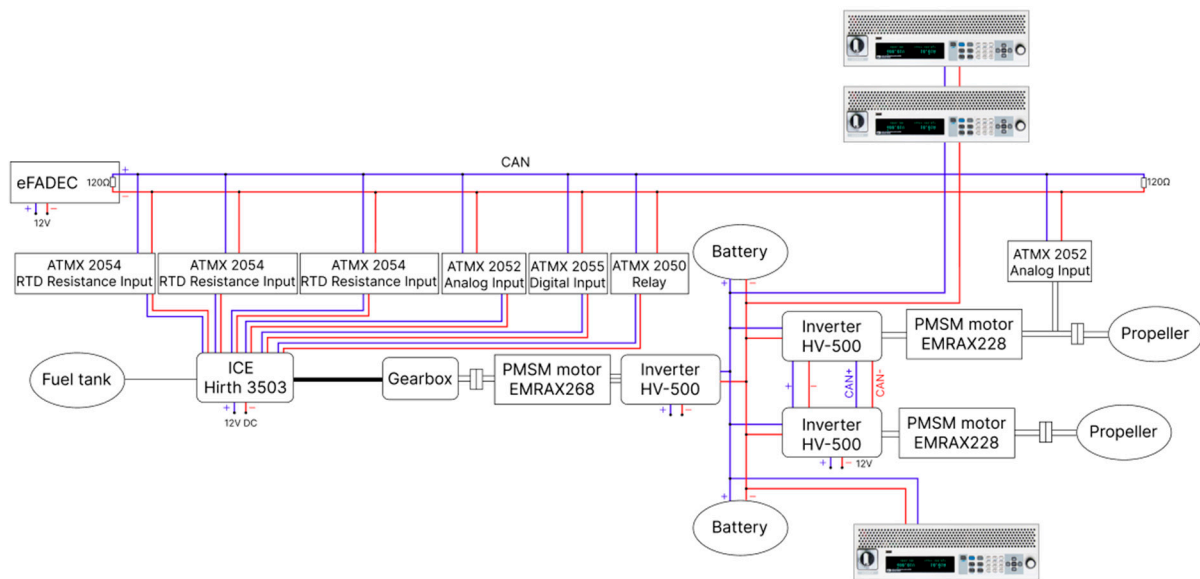 CAN
eFADEC
120Ω
+
−
+
−
12V
120Ω
ATMX 2054
RTD Resistance Input
ATMX 2054
RTD Resistance Input
ATMX 2054
RTD Resistance Input
ATMX 2052
Analog Input
ATMX 2055
Digital Input
ATMX 2050
Relay
ATMX 2052
Analog Input
Battery
+
−
Fuel tank
ICE
Hirth 3503
+
−
12V DC
Gearbox
PMSM motor
EMRAX268
Inverter
HV-500
+
−
Inverter
HV-500
PMSM motor
EMRAX228
Propeller
+
−
CAN+
CAN-
Inverter
HV-500
+
−
12V
PMSM motor
EMRAX228
Propeller
+
−
Battery